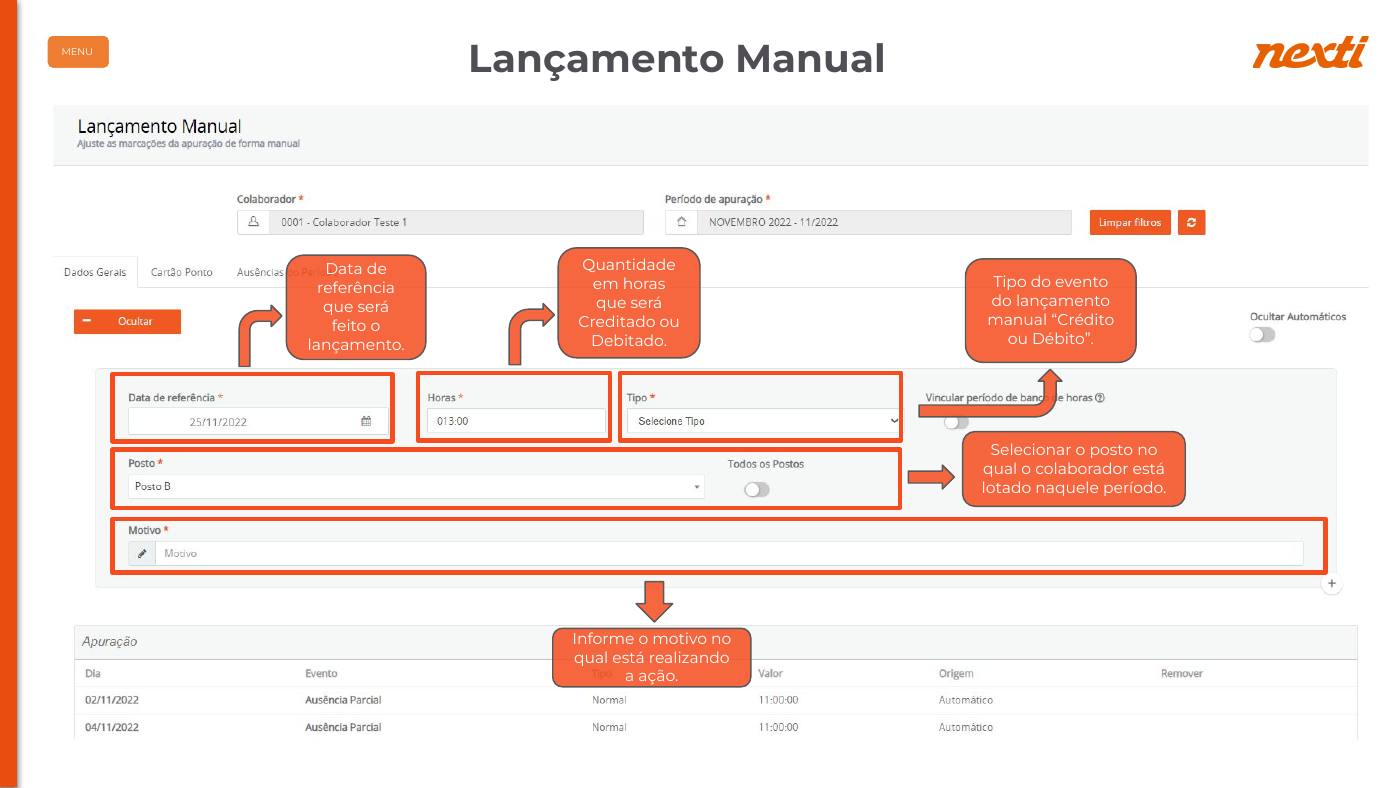 MENU
Lançamento Manual
nexti
Lançamento Manual
Ajuste as marcações da apuração de forma manual
Colaborador *
Período de apuração *
0001 - Colaborador Teste 1
NOVEMBRO 2022 - 11/2022
Limpar filtros
Dados Gerais
Cartão Ponto
Ausências
Data de
referência
que será
feito o
lançamento.
Quantidade
em horas
que será
Creditado ou
Debitado.
Tipo do evento
do lançamento
manual “Crédito
ou Débito”.
Ocultar
Ocultar Automáticos
Data de referência *
25/11/2022
Horas *
013:00
Tipo *
Selecione Tipo
Vincular período de banco de horas
Posto *
Posto B
Todos os Postos
Selecionar o posto no
qual o colaborador está
lotado naquele período.
Motivo *
Motivo
+
Informe o motivo no
qual está realizando
a ação.
Apuração
Dia Evento Tipo Valor Origem Remover
02/11/2022 Ausência Parcial Normal 11:00:00 Automático
04/11/2022 Ausência Parcial Normal 11:00:00 Automático